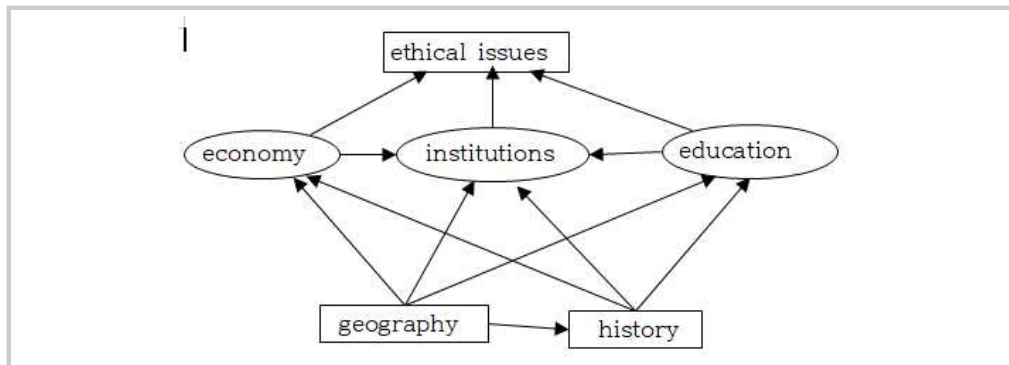 ethical issues
economy
institutions
education
geography
history